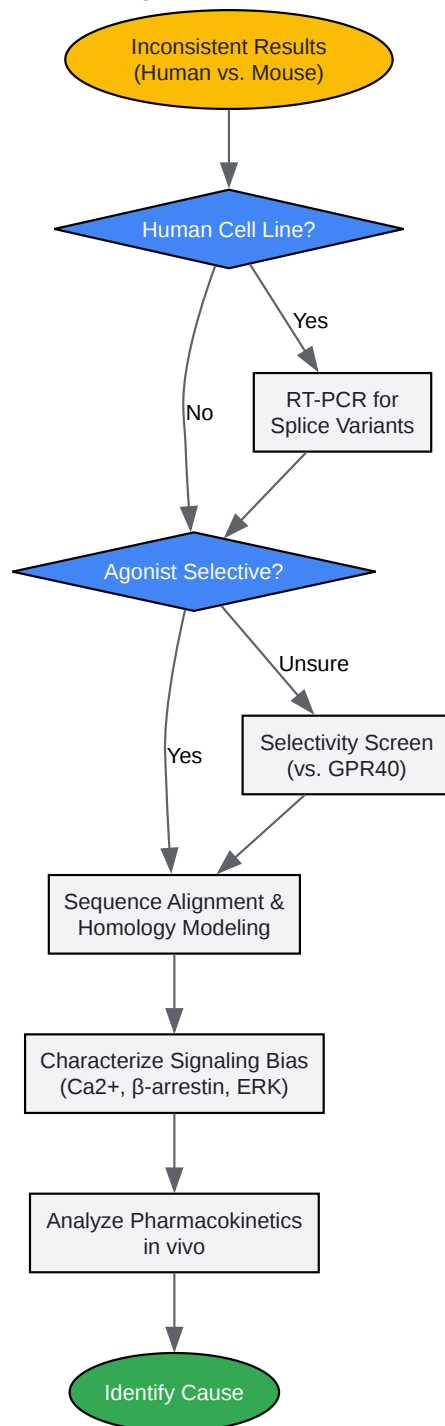 Inconsistent Results
(Human vs. Mouse)
Human Cell Line?
Yes
RT-PCR for
Splice Variants
No
Agonist Selective?
Unsure
Selectivity Screen
(vs. GPR40)
Yes
Sequence Alignment &
Homology Modeling
Characterize Signaling Bias
(Ca2+, β-arrestin, ERK)
Analyze Pharmacokinetics
in vivo
Identify Cause